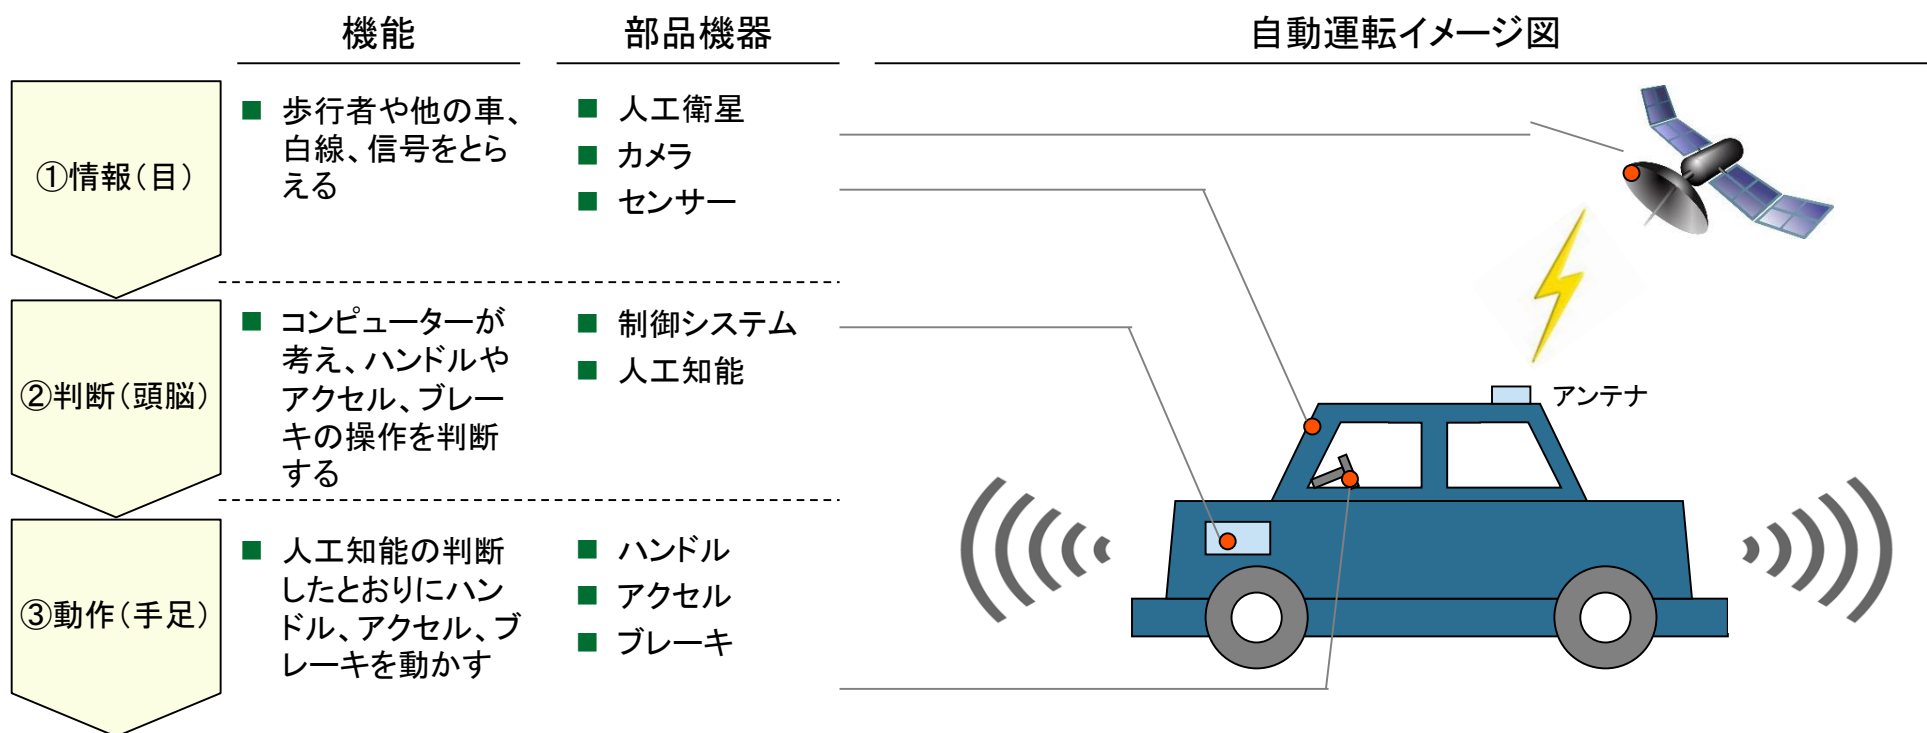 機能
部品機器
自動運転イメージ図
①情報(目)
■ 歩行者や他の車、
白線、信号をとら
える
■ 人工衛星
■ カメラ
■ センサー
②判断(頭脳)
■ コンピューターが
考え、ハンドルや
アクセル、ブレー
キの操作を判断
する
■ 制御システム
■ 人工知能
アンテナ
③動作(手足)
■ 人工知能の判断
したとおりにハン
ドル、アクセル、ブ
レーキを動かす
■ ハンドル
■ アクセル
■ ブレーキ